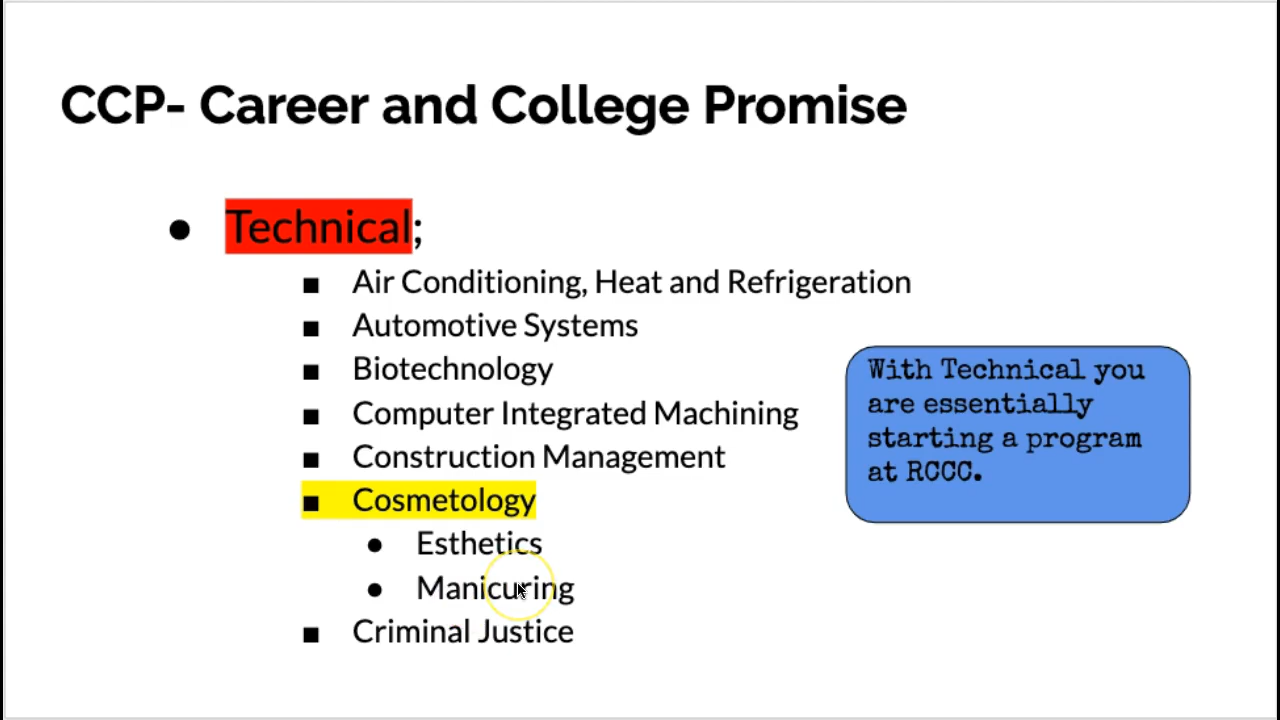 CCP- Career and College Promise
● Technical;
■ Air Conditioning, Heat and Refrigeration
■ Automotive Systems
■ Biotechnology
■ Computer Integrated Machining
■ Construction Management
■ Cosmetology
● Esthetics
● Manicuring
■ Criminal Justice
With Technical you
are essentially
starting a program
at RCCC.